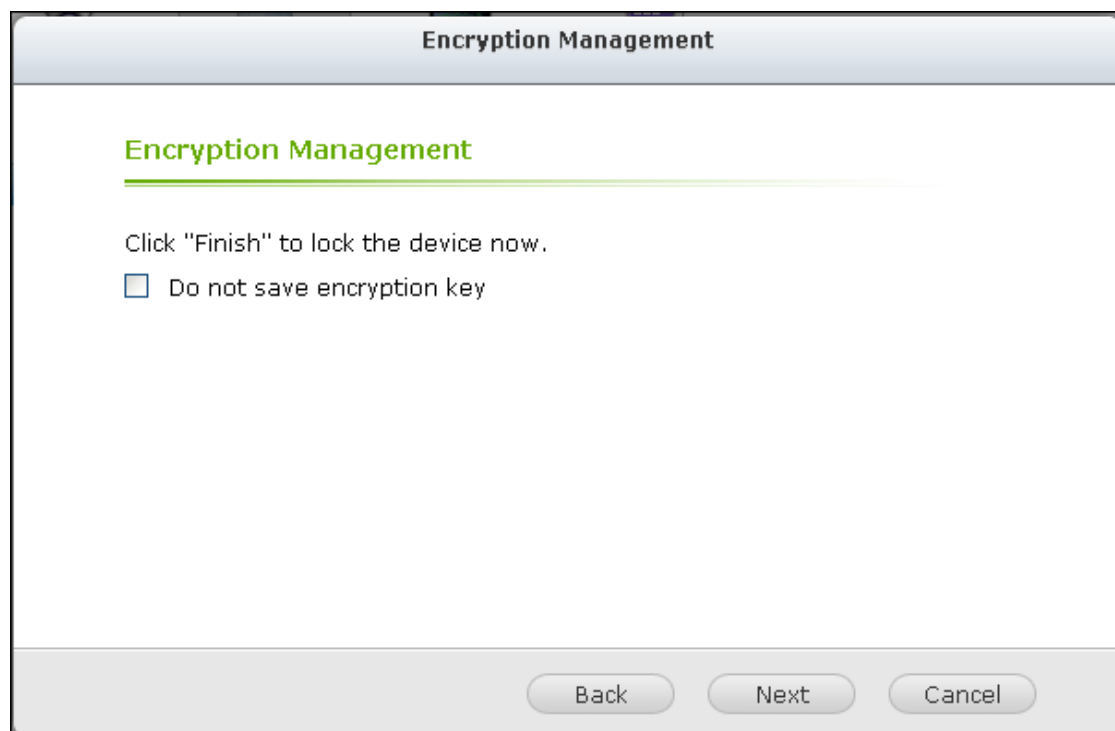 Encryption Management
Encryption Management
Click "Finish" to lock the device now.
Do not save encryption key
Back Next Cancel